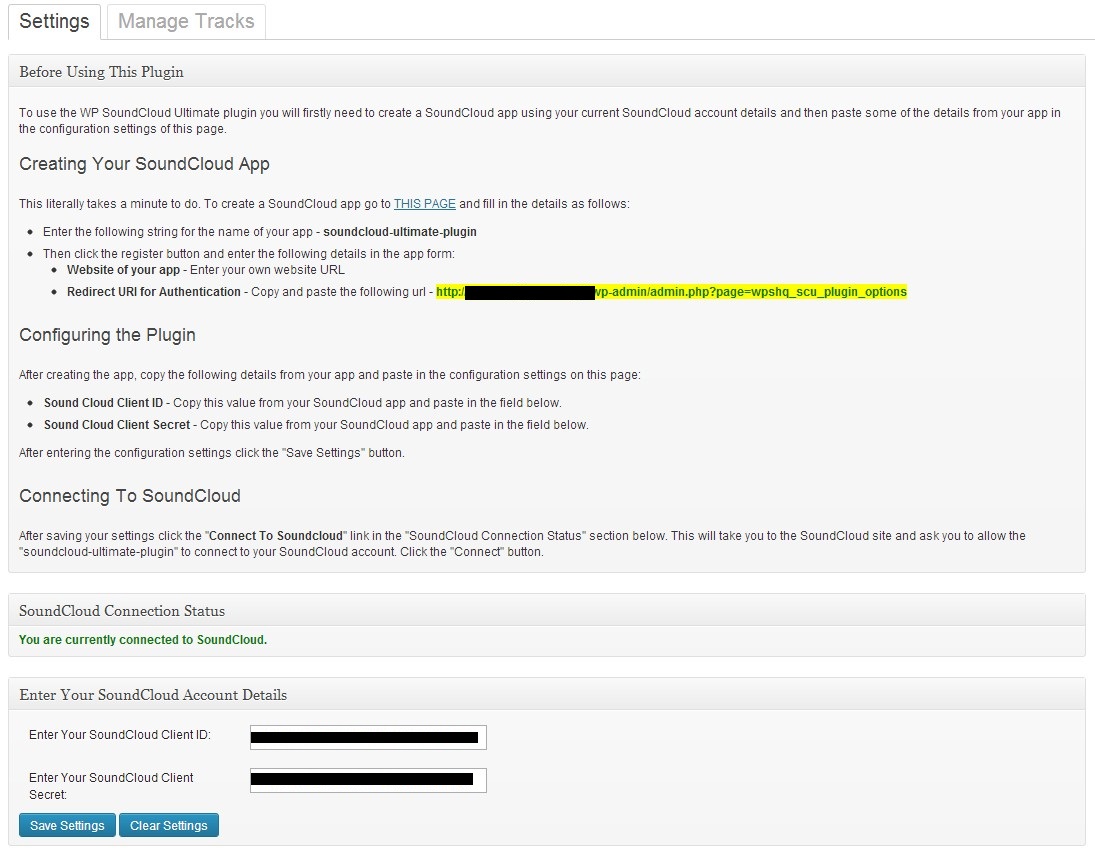 Settings
Manage Tracks
Before Using This Plugin
To use the WP SoundCloud Ultimate plugin you will firstly need to create a SoundCloud app using your current SoundCloud account details and then paste some of the details from your app in
the configuration settings of this page.
Creating Your SoundCloud App
This literally takes a minute to do. To create a SoundCloud app go to THIS PAGE and fill in the details as follows:
• Enter the following string for the name of your app - soundcloud-ultimate-plugin
• Then click the register button and enter the following details in the app form:
• Website of your app - Enter your own website URL
• Redirect URI for Authentication - Copy and paste the following url - http:/ wp-admin/admin.php?page=wpshq_scu_plugin_options
Configuring the Plugin
After creating the app, copy the following details from your app and paste in the configuration settings on this page:
• Sound Cloud Client ID - Copy this value from your SoundCloud app and paste in the field below.
• Sound Cloud Client Secret - Copy this value from your SoundCloud app and paste in the field below.
After entering the configuration settings click the "Save Settings" button.
Connecting To SoundCloud
After saving your settings click the "Connect To Soundcloud" link in the "SoundCloud Connection Status" section below. This will take you to the SoundCloud site and ask you to allow the
"soundcloud-ultimate-plugin" to connect to your SoundCloud account. Click the "Connect" button.
SoundCloud Connection Status
You are currently connected to SoundCloud.
Enter Your SoundCloud Account Details
Enter Your SoundCloud Client ID:
Enter Your SoundCloud Client
Secret:
Save Settings
Clear Settings